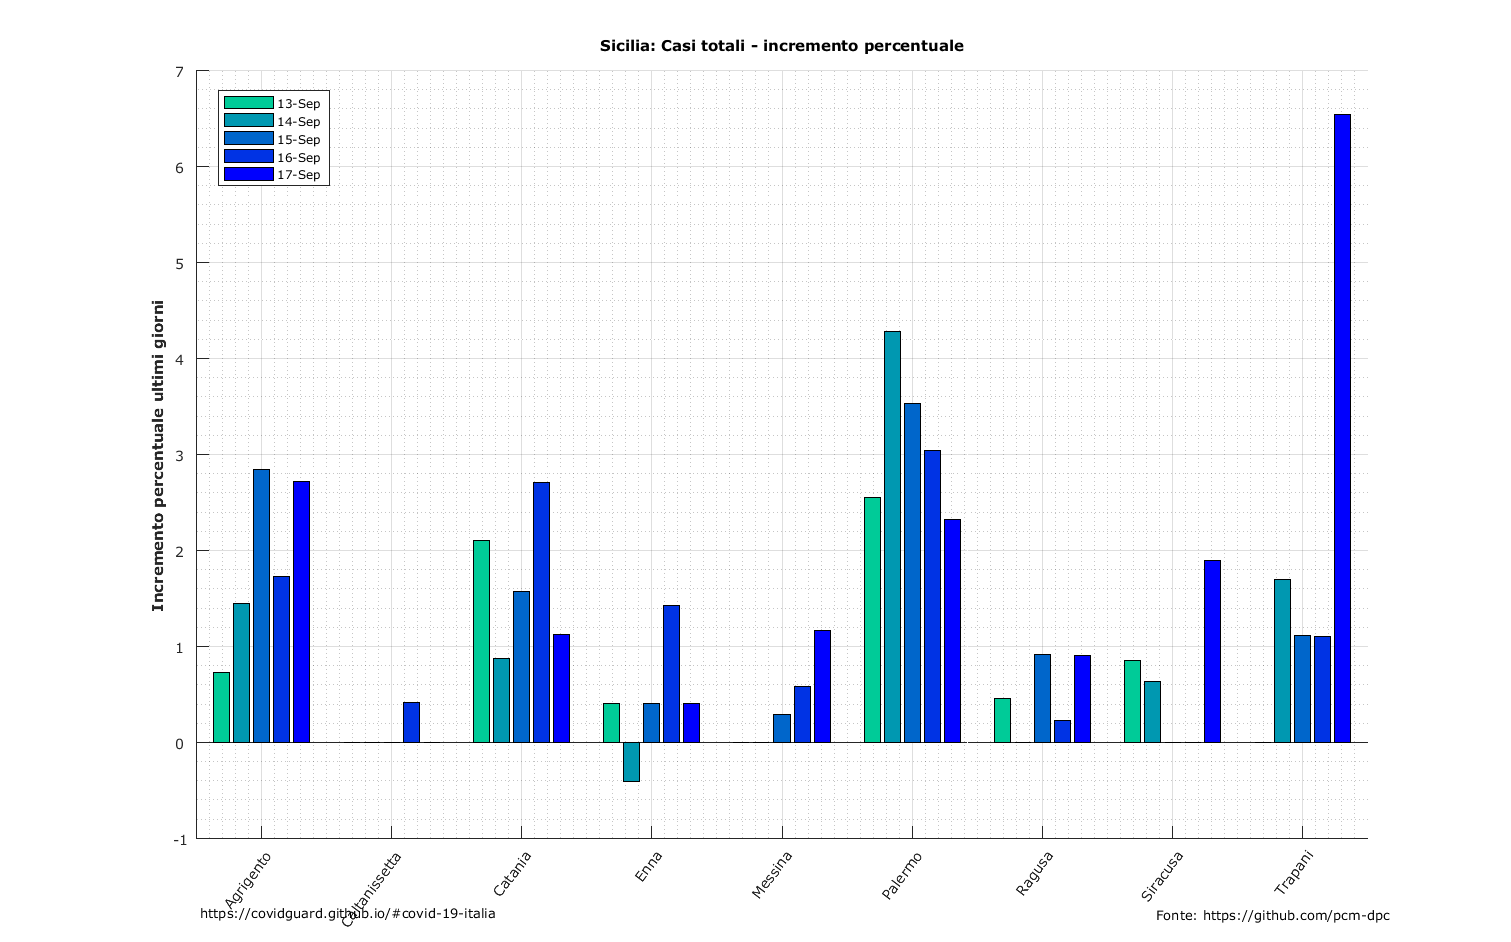 Sicilia: Casi totali - incremento percentuale
7
6
5
4
3
2
1
0
-1
Incremento percentuale ultimi giorni
13-Sep
14-Sep
15-Sep
16-Sep
17-Sep
Agrigento
Caltanissetta
Catania
Enna
Messina
Palermo
Ragusa
Siracusa
Trapani
https://covidguard.github.io/#covid-19-italia
Fonte: https://github.com/pcm-dpc